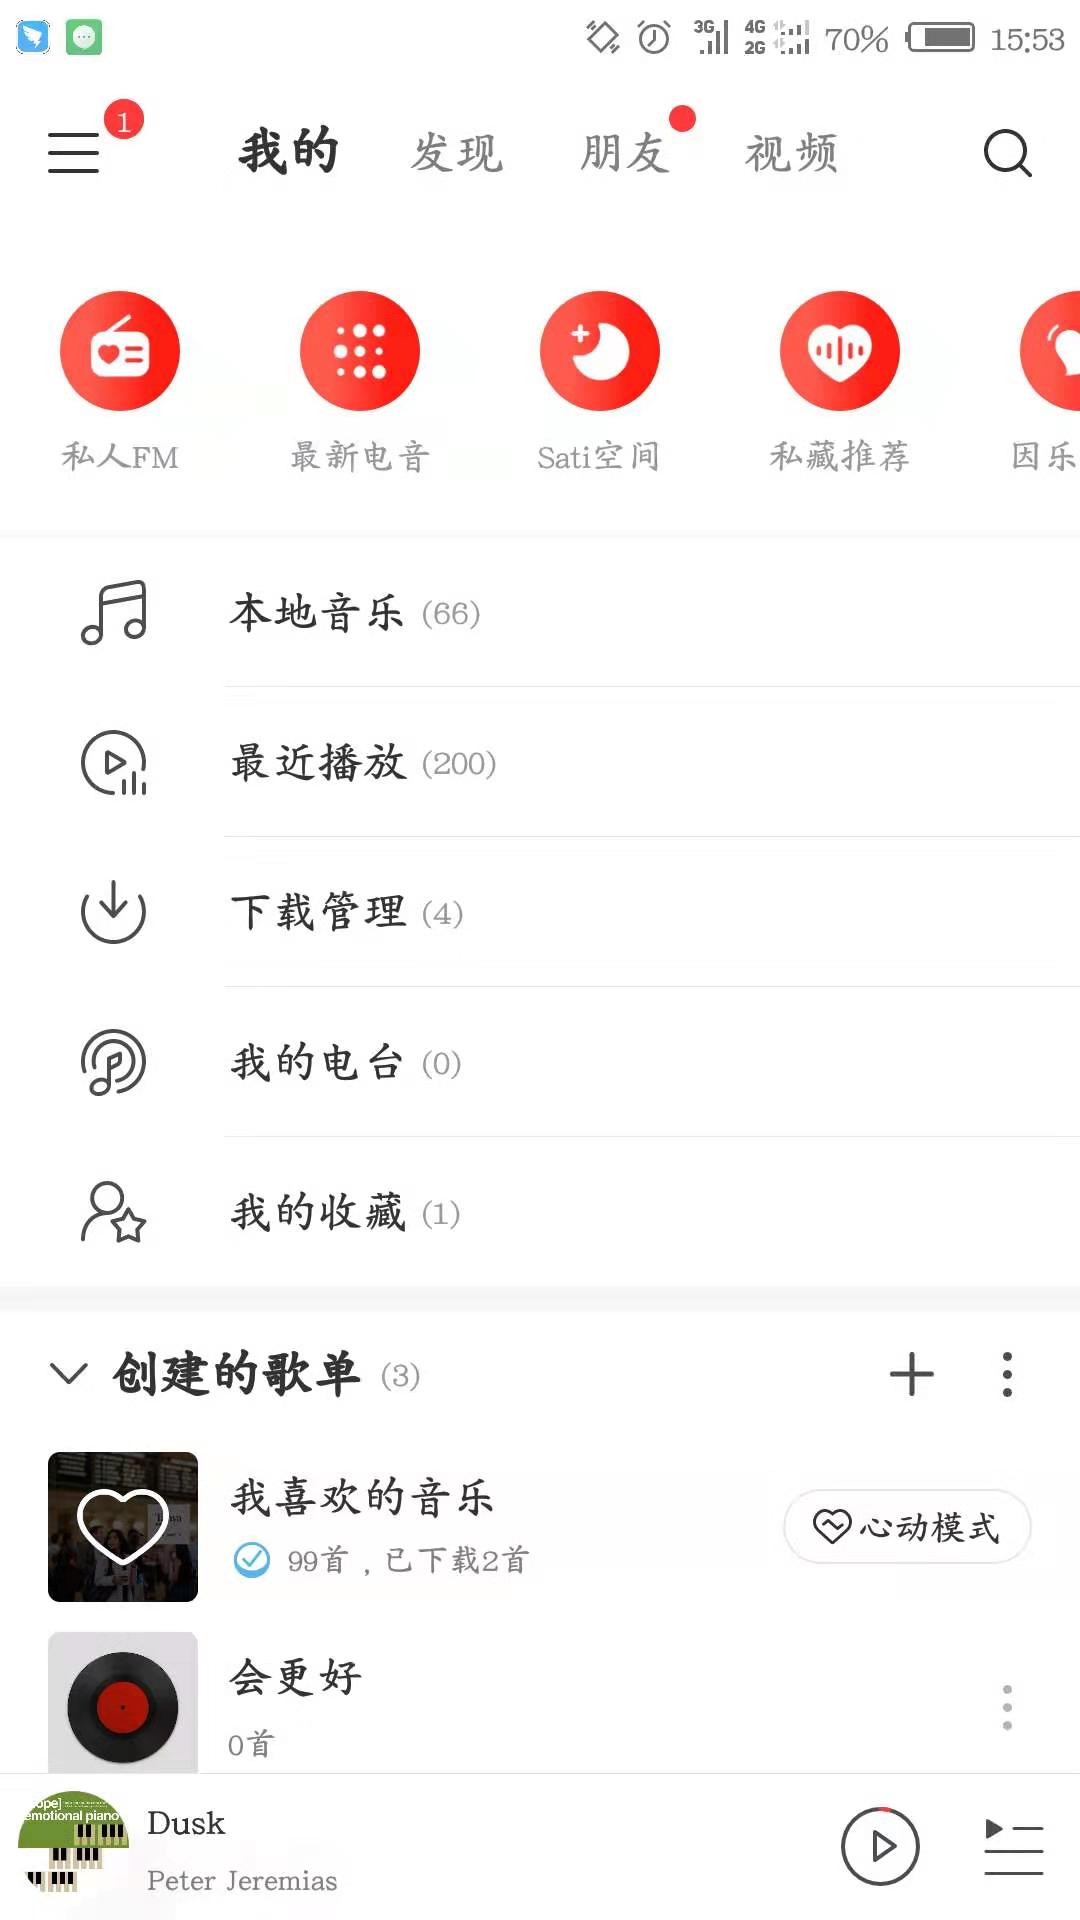 3G 4G 2G 70% 15:53
1
我的 发现 朋友 视频
私人FM 最新电音 Sati空间 私藏推荐 因乐
本地音乐 (66)
最近播放 (200)
下载管理 (4)
我的电台 (0)
我的收藏 (1)
创建的歌单 (3)
我喜欢的音乐
99首，已下载2首
心动模式
会更好
0首
ope]
emotional piano
Dusk
Peter Jeremias